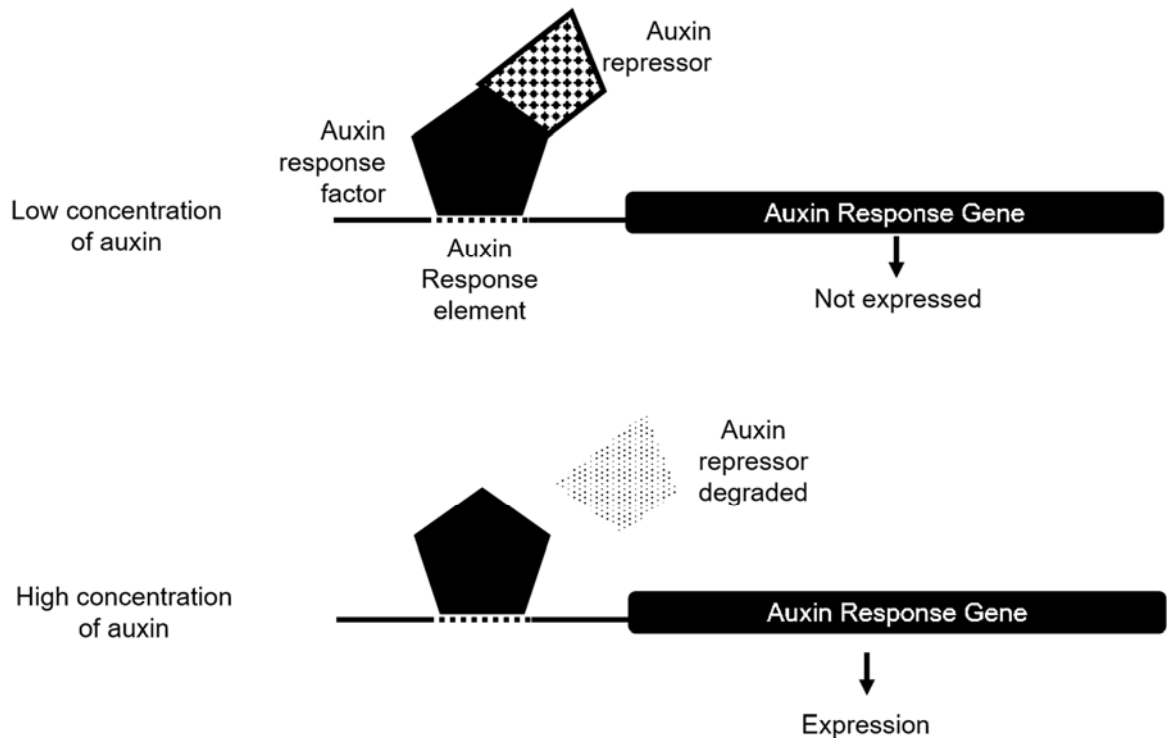 Auxin
repressor
Auxin
response
factor
Low concentration
of auxin
Auxin Response Gene
Auxin
Response
element
Not expressed
Auxin
repressor
degraded
High concentration
of auxin
Auxin Response Gene
Expression